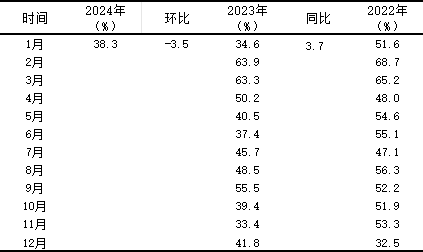 时间 2024年（%） 环比 2023年（%） 同比 2022年（%）
1月 38.3 -3.5 34.6 3.7 51.6
2月 63.9 68.7
3月 63.3 65.2
4月 50.2 48.0
5月 40.5 54.6
6月 37.4 55.1
7月 45.7 47.1
8月 48.5 56.3
9月 55.5 52.2
10月 39.4 51.9
11月 33.4 53.3
12月 41.8 32.5